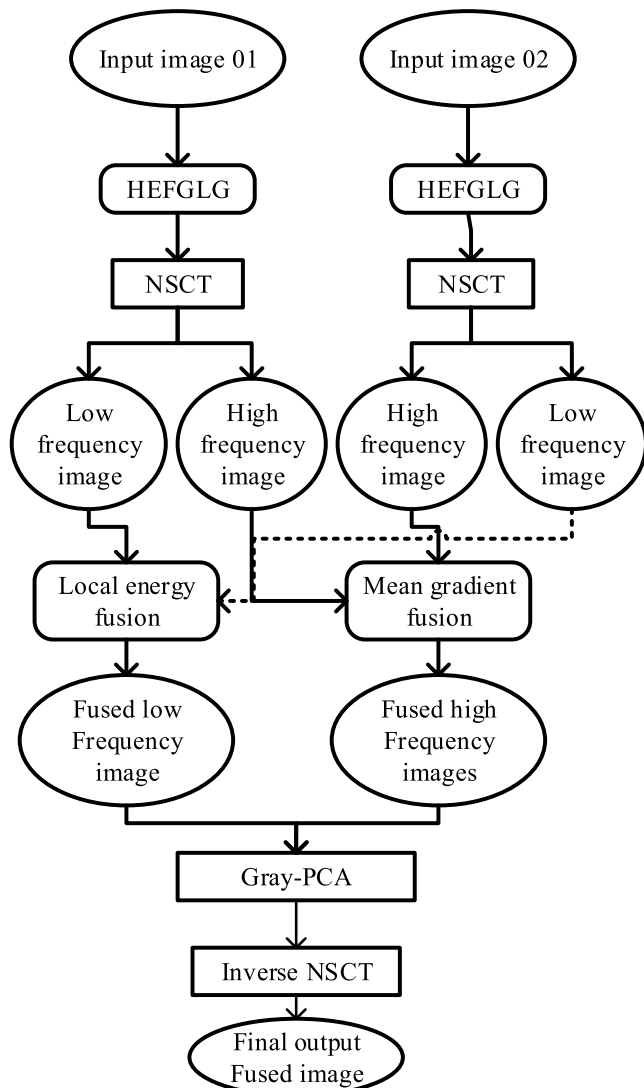 Input image 01
Input image 02
HEFGLG
HEFGLG
NSCT
NSCT
Low
frequency
image
High
frequency
image
High
frequency
image
Low
frequency
image
Local energy
fusion
Mean gradient
fusion
Fused low
Frequency
image
Fused high
Frequency
images
Gray-PCA
Inverse NSCT
Final output
Fused image